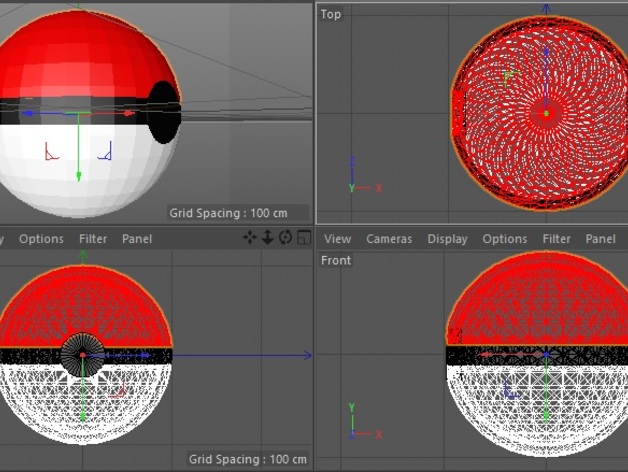 Top
Z
Y X
Grid Spacing : 100 cm
Options Filter Panel
View Cameras Display Options Filter Panel
Front
Y
Z X
Grid Spacing : 100 cm